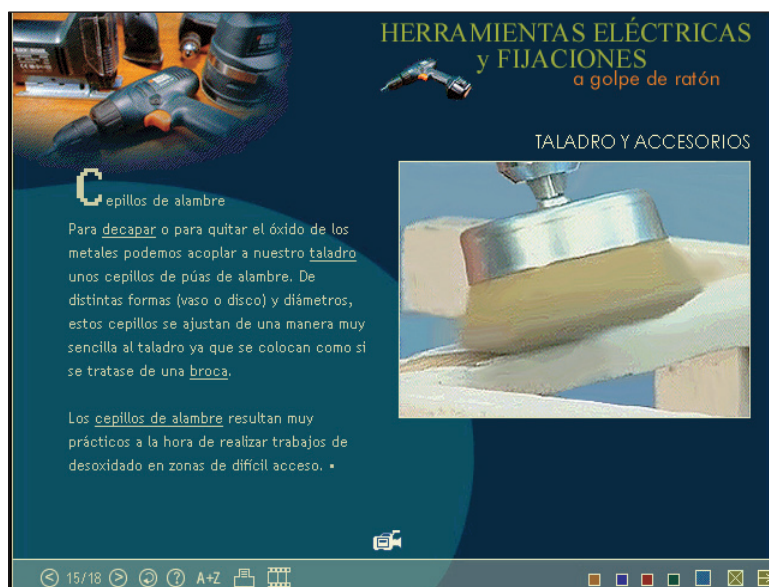 HERRAMIENTAS ELÉCTRICAS
y FIJACIONES
a golpe de ratón
TALADRO Y ACCESORIOS
Cepillos de alambre
Para decapar o para quitar el óxido de los
metales podemos acoplar a nuestro taladro
unos cepillos de púas de alambre. De
distintas formas (vaso o disco) y diámetros,
estos cepillos se ajustan de una manera muy
sencilla al taladro ya que se colocan como si
se tratase de una broca.
Los cepillos de alambre resultan muy
prácticos a la hora de realizar trabajos de
desoxidado en zonas de difícil acceso. •
15/18 ? A+Z